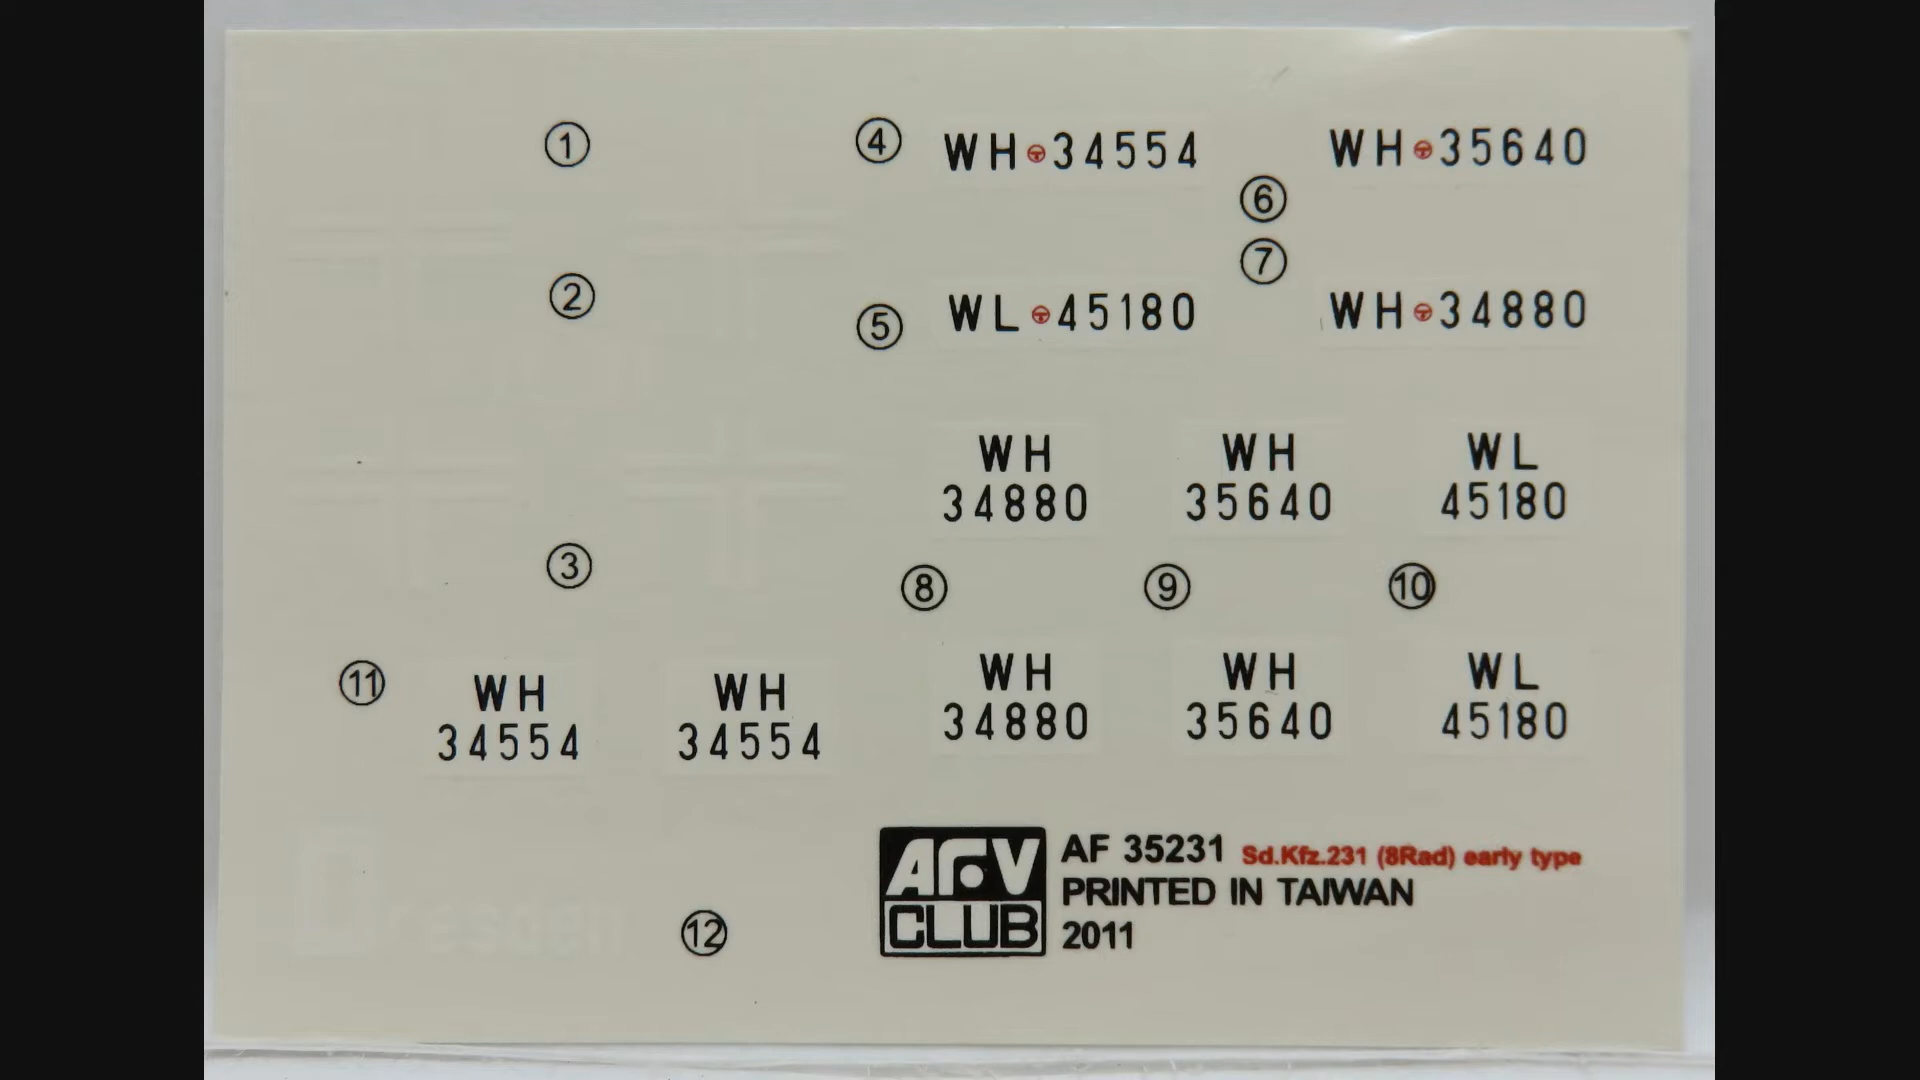 1
4 WH 34554
WH 35640
6
7
2
5 WL 45180
WH 34880
WH
34880
WH
35640
WL
45180
3
8
9
10
11
WH
34554
WH
34554
WH
34880
WH
35640
WL
45180
Dresden
12
AFV
CLUB
AF 35231 Sd.Kfz.231 (8Rad) early type
PRINTED IN TAIWAN
2011